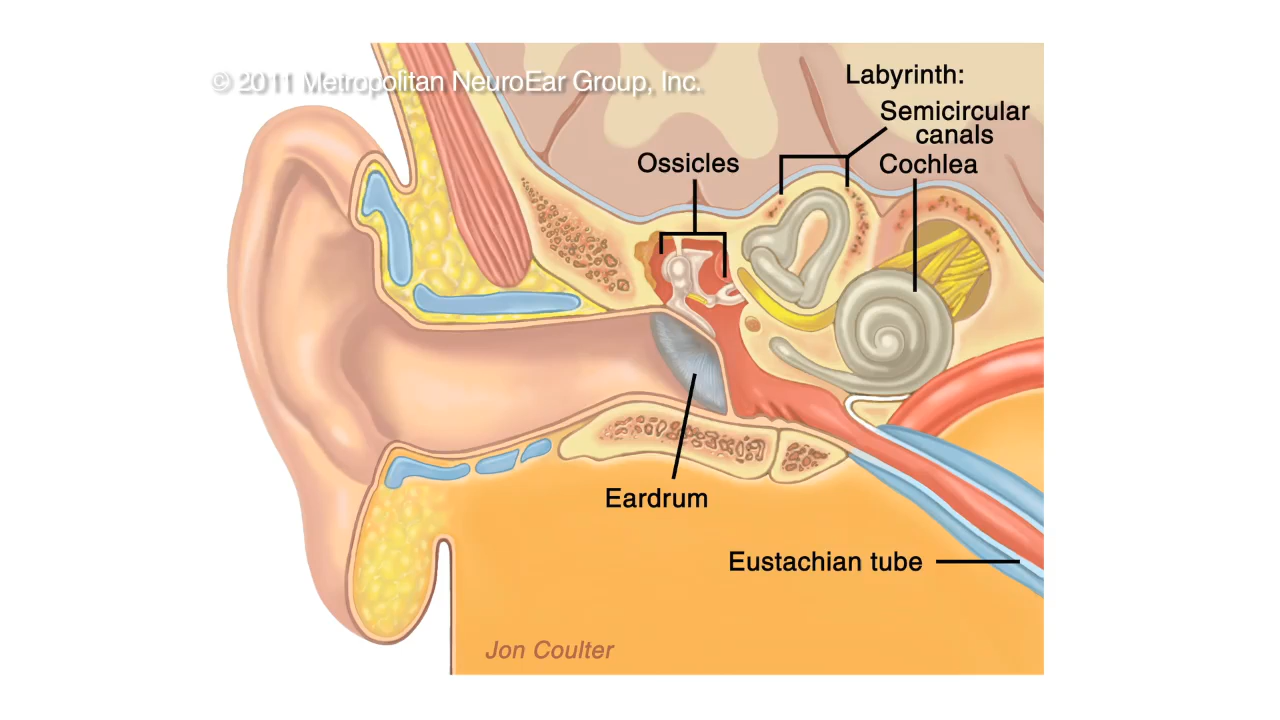 © 2011 Metropolitan NeuroEar Group, Inc.
Labyrinth:
Semicircular
canals
Ossicles
Cochlea
Eardrum
Eustachian tube
Jon Coulter